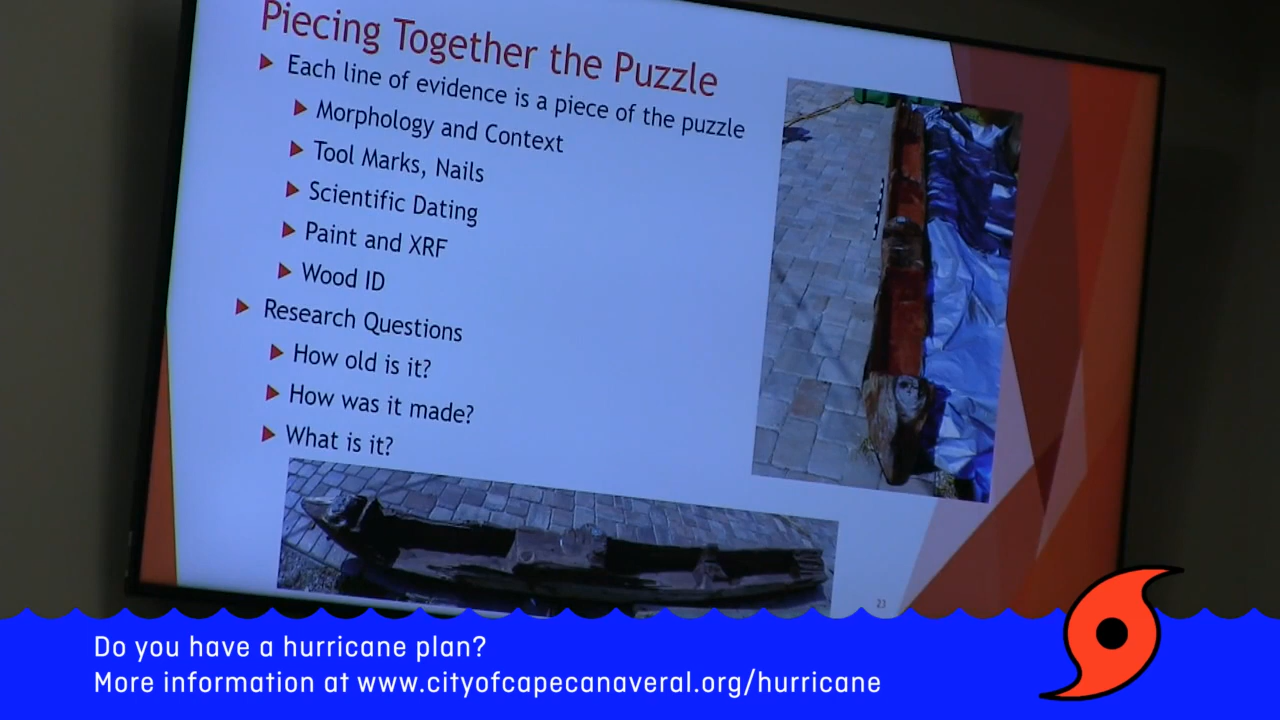 Piecing Together the Puzzle
Each line of evidence is a piece of the puzzle
Morphology and Context
Tool Marks, Nails
Scientific Dating
Paint and XRF
Wood ID
Research Questions
How old is it?
How was it made?
What is it?
23
Do you have a hurricane plan?
More information at www.cityofcapecanaveral.org/hurricane